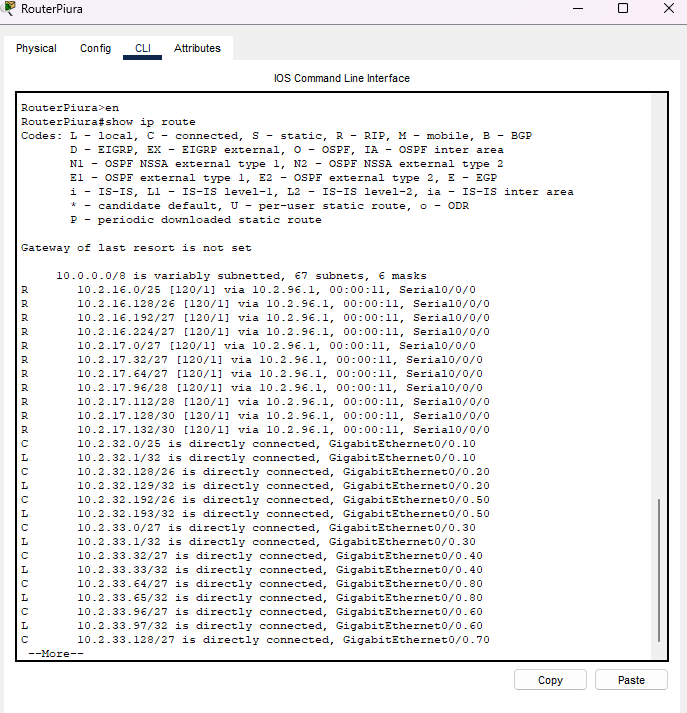 RouterPiura
Physical Config CLI Attributes
IOS Command Line Interface
RouterPiura>en
RouterPiura#show ip route
Codes: L - local, C - connected, S - static, R - RIP, M - mobile, B - BGP
D - EIGRP, EX - EIGRP external, O - OSPF, IA - OSPF inter area
N1 - OSPF NSSA external type 1, N2 - OSPF NSSA external type 2
E1 - OSPF external type 1, E2 - OSPF external type 2, E - EGP
i - IS-IS, L1 - IS-IS level-1, L2 - IS-IS level-2, ia - IS-IS inter area
* - candidate default, U - per-user static route, o - ODR
P - periodic downloaded static route
Gateway of last resort is not set
10.0.0.0/8 is variably subnetted, 67 subnets, 6 masks
R 10.2.16.0/25 [120/1] via 10.2.96.1, 00:00:11, Serial0/0/0
R 10.2.16.128/26 [120/1] via 10.2.96.1, 00:00:11, Serial0/0/0
R 10.2.16.192/27 [120/1] via 10.2.96.1, 00:00:11, Serial0/0/0
R 10.2.16.224/27 [120/1] via 10.2.96.1, 00:00:11, Serial0/0/0
R 10.2.17.0/27 [120/1] via 10.2.96.1, 00:00:11, Serial0/0/0
R 10.2.17.32/27 [120/1] via 10.2.96.1, 00:00:11, Serial0/0/0
R 10.2.17.64/27 [120/1] via 10.2.96.1, 00:00:11, Serial0/0/0
R 10.2.17.96/28 [120/1] via 10.2.96.1, 00:00:11, Serial0/0/0
R 10.2.17.112/28 [120/1] via 10.2.96.1, 00:00:11, Serial0/0/0
R 10.2.17.128/30 [120/1] via 10.2.96.1, 00:00:11, Serial0/0/0
R 10.2.17.132/30 [120/1] via 10.2.96.1, 00:00:11, Serial0/0/0
C 10.2.32.0/25 is directly connected, GigabitEthernet0/0.10
L 10.2.32.1/32 is directly connected, GigabitEthernet0/0.10
C 10.2.32.128/26 is directly connected, GigabitEthernet0/0.20
L 10.2.32.129/32 is directly connected, GigabitEthernet0/0.20
C 10.2.32.192/26 is directly connected, GigabitEthernet0/0.50
L 10.2.32.193/32 is directly connected, GigabitEthernet0/0.50
C 10.2.33.0/27 is directly connected, GigabitEthernet0/0.30
L 10.2.33.1/32 is directly connected, GigabitEthernet0/0.30
C 10.2.33.32/27 is directly connected, GigabitEthernet0/0.40
L 10.2.33.33/32 is directly connected, GigabitEthernet0/0.40
C 10.2.33.64/27 is directly connected, GigabitEthernet0/0.80
L 10.2.33.65/32 is directly connected, GigabitEthernet0/0.80
C 10.2.33.96/27 is directly connected, GigabitEthernet0/0.60
L 10.2.33.97/32 is directly connected, GigabitEthernet0/0.60
C 10.2.33.128/27 is directly connected, GigabitEthernet0/0.70
--More--
Copy Paste